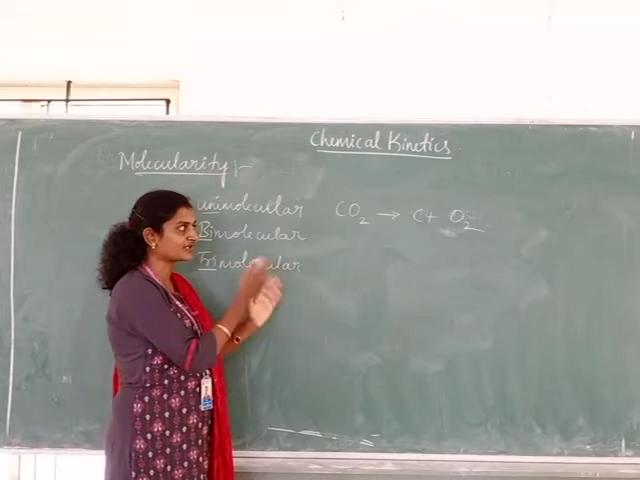 Chemical Kinetics
Molecularity :-
unimolecular CO2 → C + O2
Bimolecular
Trimolecular